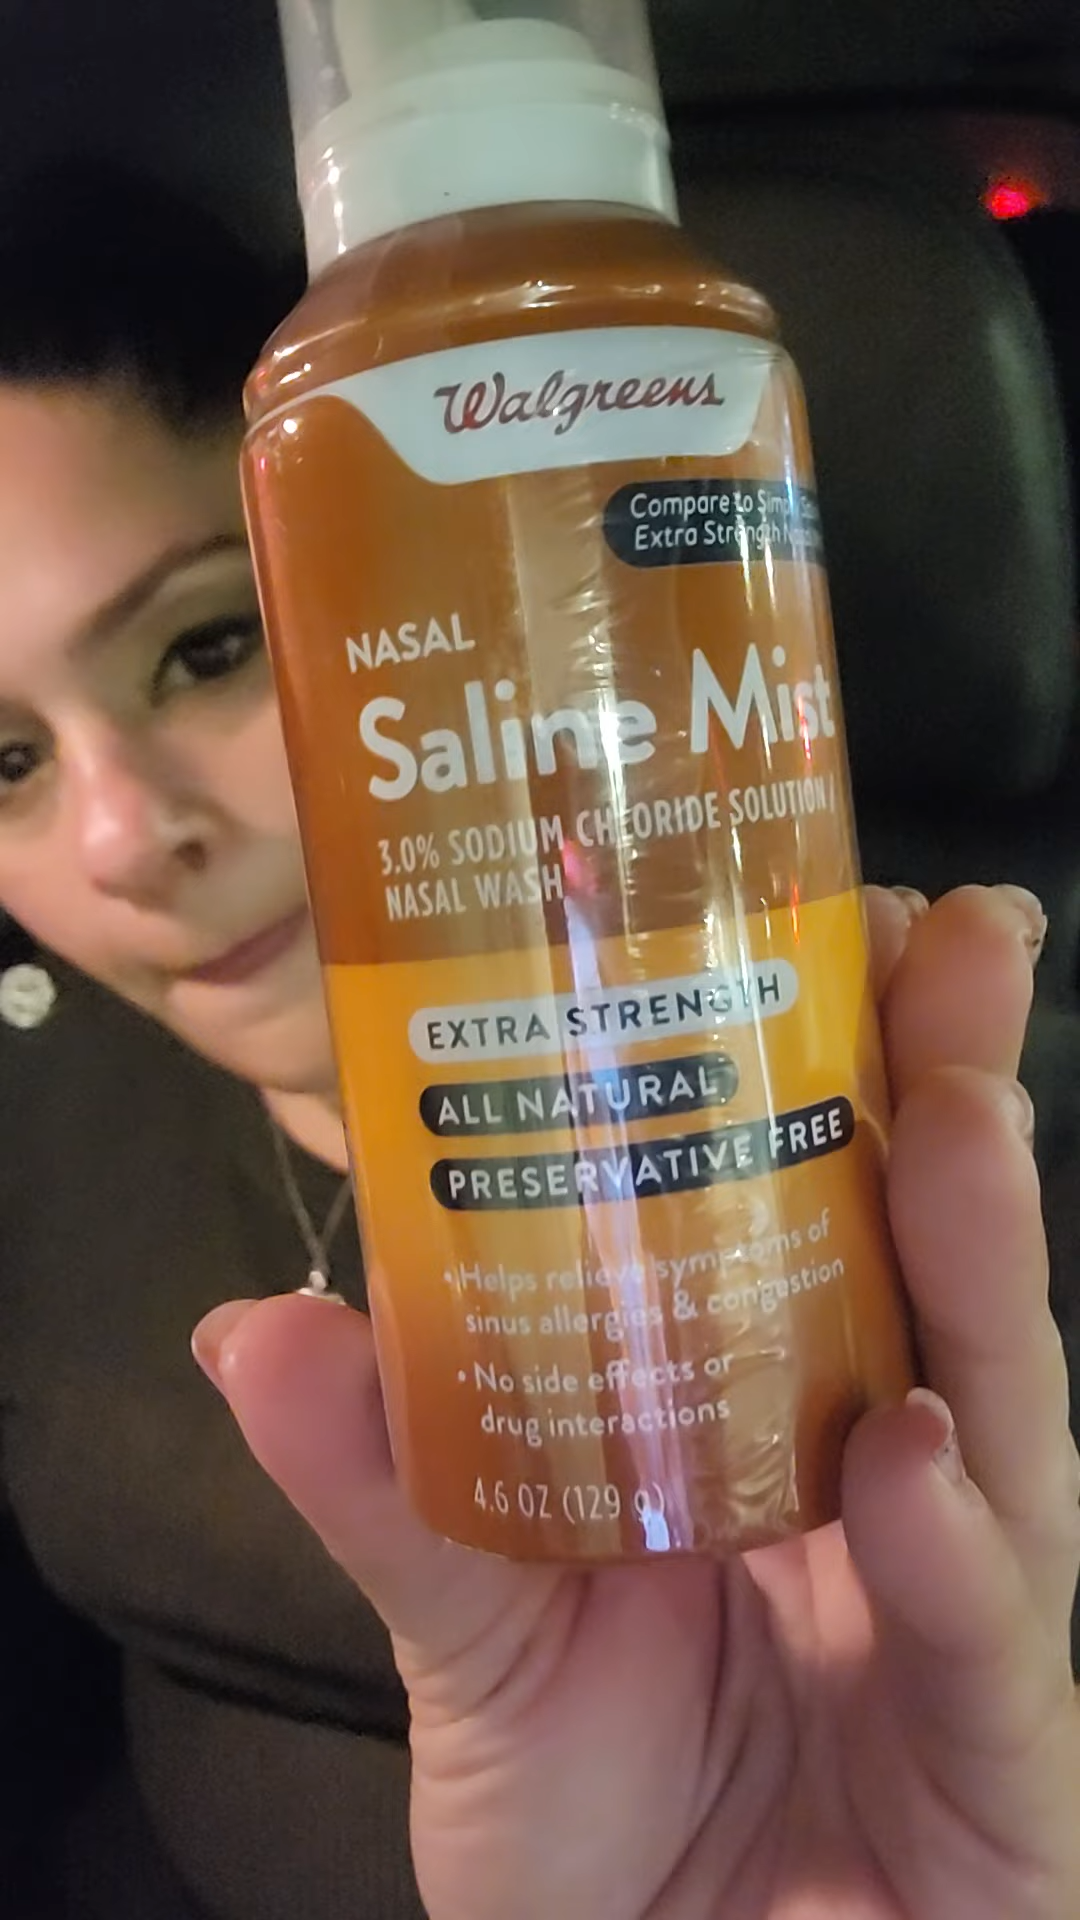 Walgreens
Compare to
Extra Strength
NASAL
Saline Mist
3.0% SODIUM CHLORIDE SOLUTION /
NASAL WASH
EXTRA STRENGTH
ALL NATURAL
PRESERVATIVE FREE
• Helps relieve symptoms of
sinus allergies & congestion
• No side effects or
drug interactions
4.6 OZ (129 g)